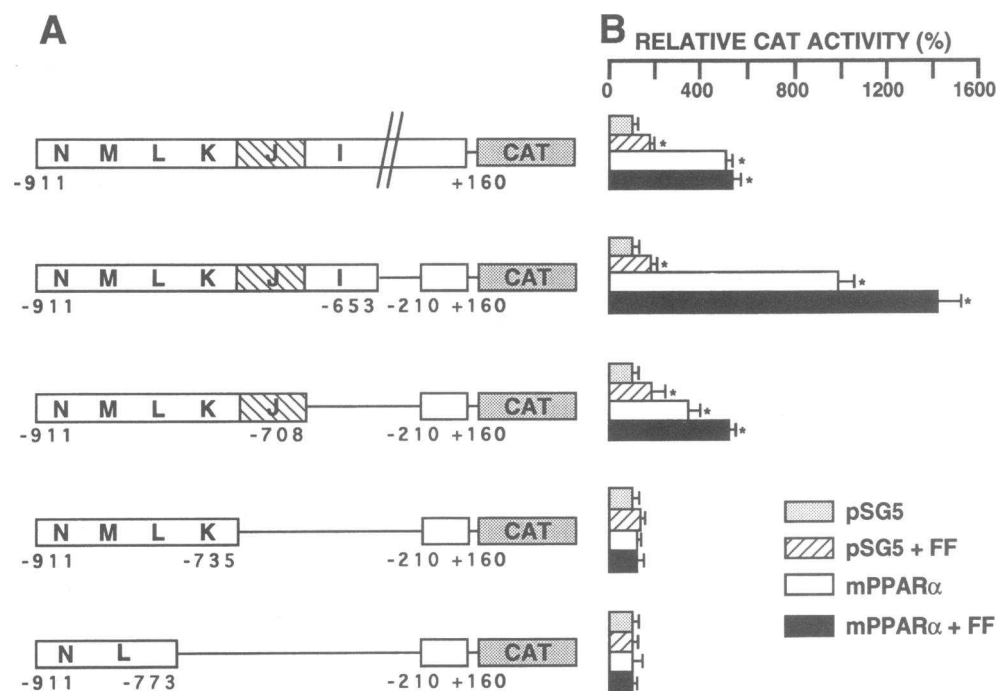 A
B RELATIVE CAT ACTIVITY (%)
0 400 800 1200 1600
N M L K J I CAT
-911 +160
* * *
N M L K J I CAT
-911 -653 -210 +160
* * *
N M L K J CAT
-911 -708 -210 +160
* * *
N M L K CAT
-911 -735 -210 +160
N L CAT
-911 -773 -210 +160
pSG5
pSG5 + FF
mPPARα
mPPARα + FF